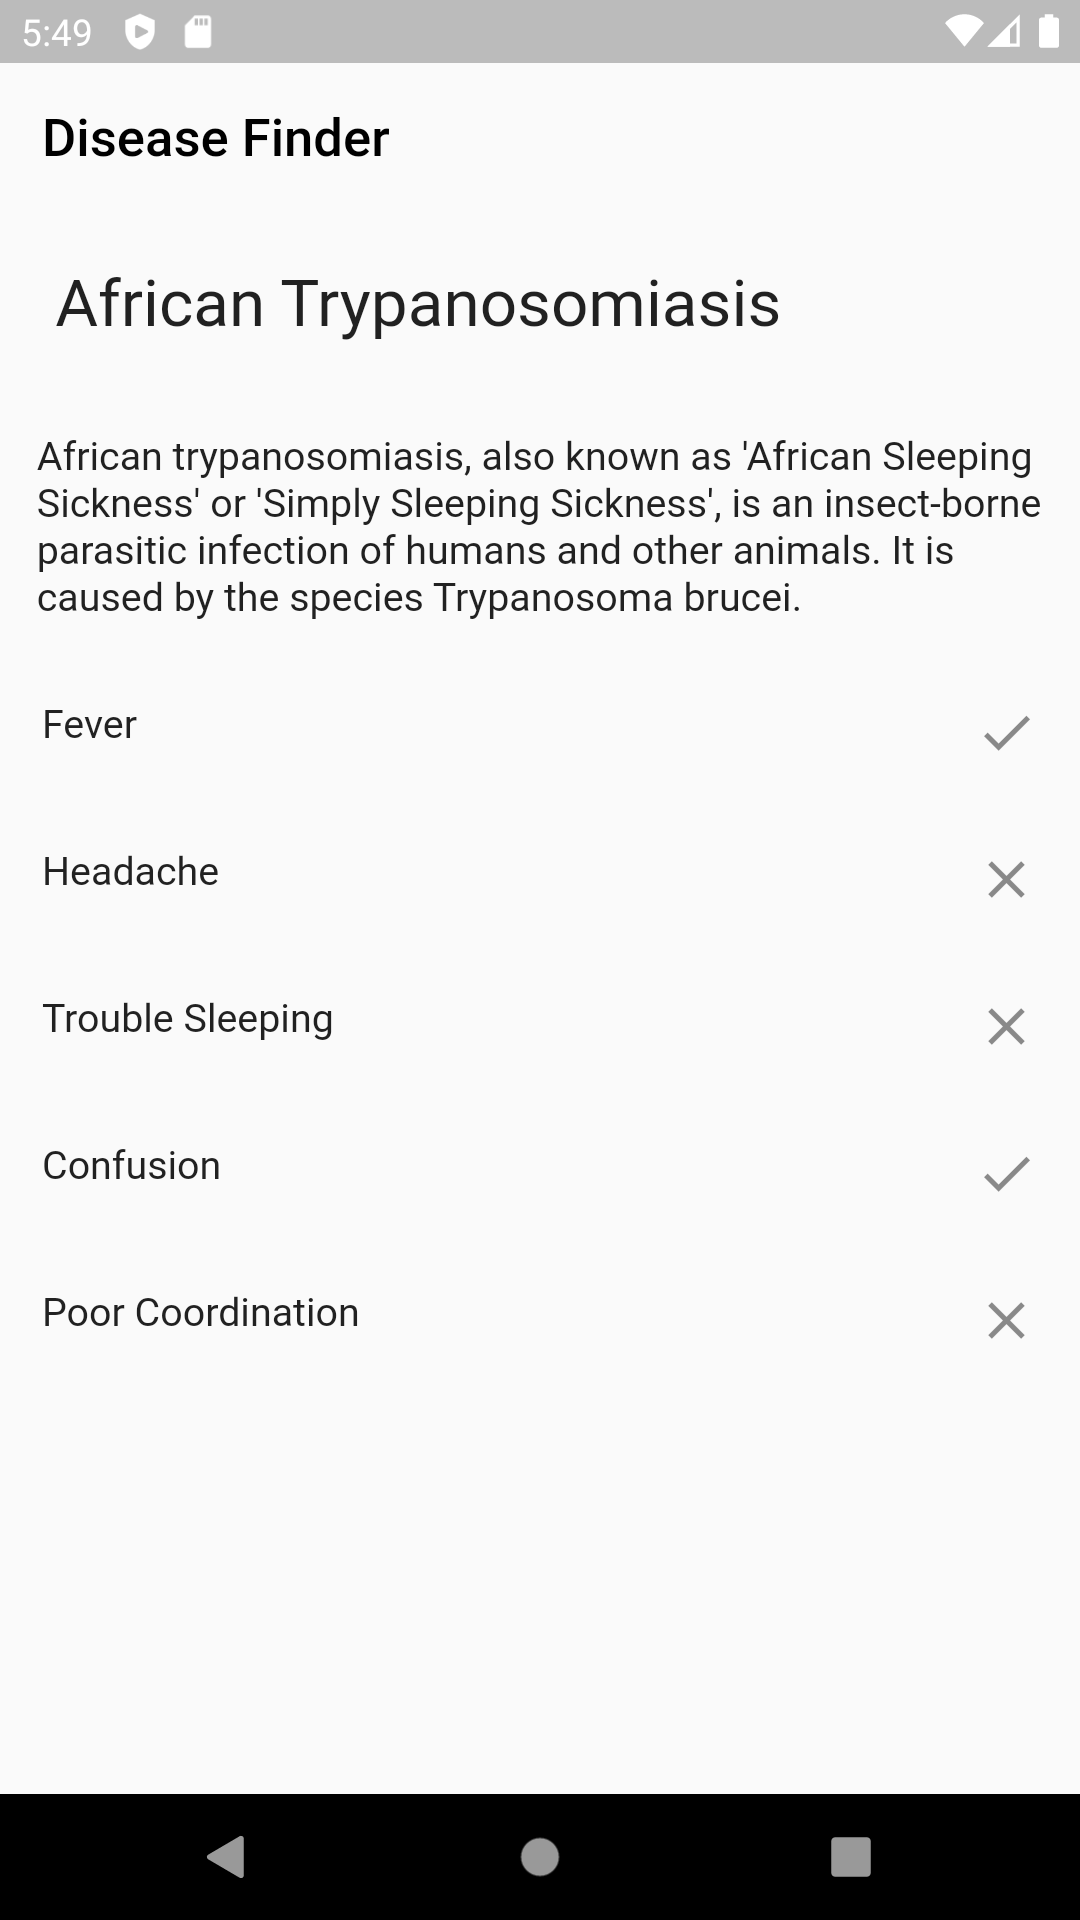 5:49
Disease Finder
African Trypanosomiasis
African trypanosomiasis, also known as 'African Sleeping
Sickness' or 'Simply Sleeping Sickness', is an insect-borne
parasitic infection of humans and other animals. It is
caused by the species Trypanosoma brucei.
Fever
Headache
Trouble Sleeping
Confusion
Poor Coordination